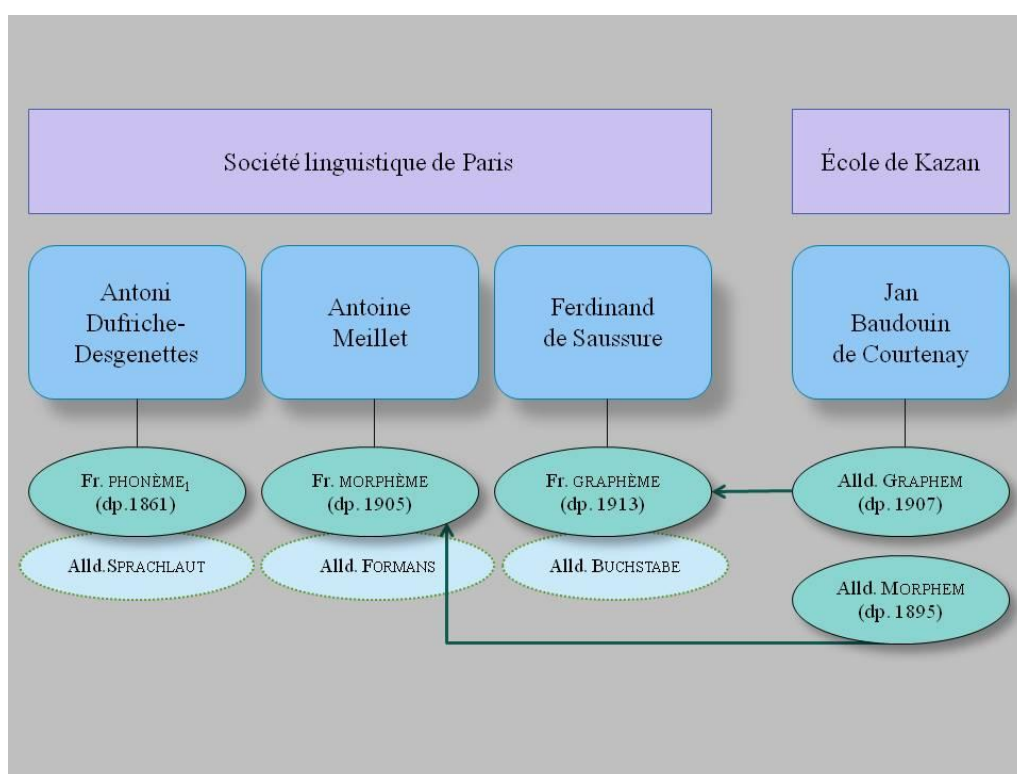 Société linguistique de Paris
École de Kazan
Antoni
Dufriche-
Desgenettes
Antoine
Meillet
Ferdinand
de Saussure
Jan
Baudouin
de Courtenay
Fr. PHONÈME₁
(dp.1861)
Fr. MORPHÈME
(dp. 1905)
Fr. GRAPHÈME
(dp. 1913)
Alld. GRAPHEM
(dp. 1907)
Alld.SPRACHLAUT
Alld. FORMANS
Alld. BUCHSTABE
Alld. MORPHEM
(dp. 1895)